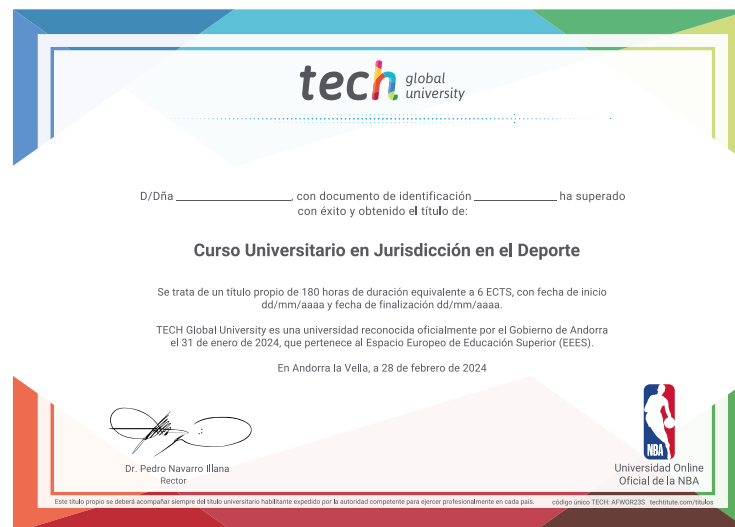 tech global university
D/Dña ____________________, con documento de identificación ______________ ha superado
con éxito y obtenido el título de:
Curso Universitario en Jurisdicción en el Deporte
Se trata de un título propio de 180 horas de duración equivalente a 6 ECTS, con fecha de inicio
dd/mm/aaaa y fecha de finalización dd/mm/aaaa.
TECH Global University es una universidad reconocida oficialmente por el Gobierno de Andorra
el 31 de enero de 2024, que pertenece al Espacio Europeo de Educación Superior (EEES).
En Andorra la Vella, a 28 de febrero de 2024
Dr. Pedro Navarro Illana
Rector
NBA
Universidad Online
Oficial de la NBA
Este título propio se deberá acompañar siempre del título universitario habilitante expedido por la autoridad competente para ejercer profesionalmente en cada país. código único TECH: AFWOR23S techtitute.com/titulos